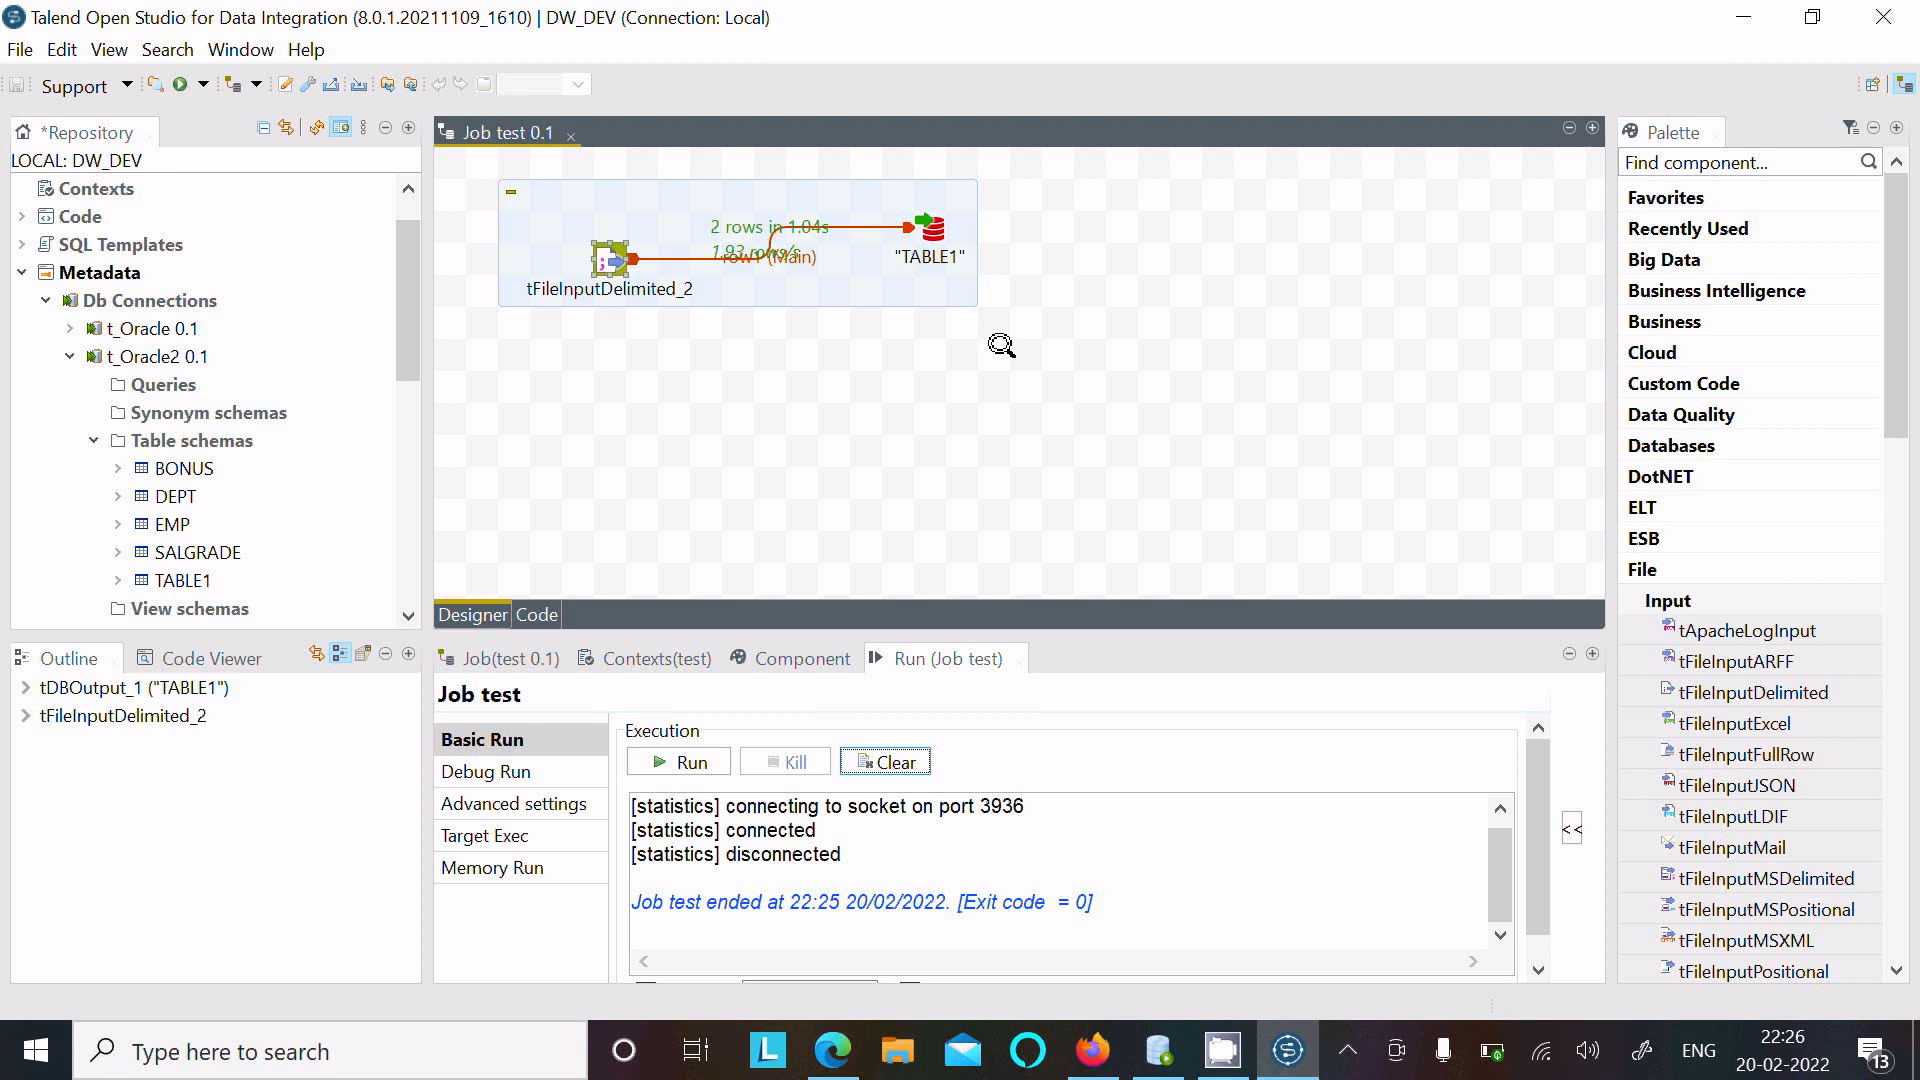 Talend Open Studio for Data Integration (8.0.1.20211109_1610) | DW_DEV (Connection: Local)
File Edit View Search Window Help
Support
*Repository
LOCAL: DW_DEV
Contexts
Code
SQL Templates
Metadata
Db Connections
t_Oracle 0.1
t_Oracle2 0.1
Queries
Synonym schemas
Table schemas
BONUS
DEPT
EMP
SALGRADE
TABLE1
View schemas
Job test 0.1
2 rows in 1.04s
1.93 rows/s
row1 (Main)
tFileInputDelimited_2
"TABLE1"
Designer Code
Palette
Find component...
Favorites
Recently Used
Big Data
Business Intelligence
Business
Cloud
Custom Code
Data Quality
Databases
DotNET
ELT
ESB
File
Input
tApacheLogInput
tFileInputARFF
tFileInputDelimited
tFileInputExcel
tFileInputFullRow
tFileInputJSON
tFileInputLDIF
tFileInputMail
tFileInputMSDelimited
tFileInputMSPositional
tFileInputMSXML
tFileInputPositional
Outline Code Viewer
tDBOutput_1 ("TABLE1")
tFileInputDelimited_2
Job(test 0.1) Contexts(test) Component Run (Job test)
Job test
Basic Run
Debug Run
Advanced settings
Target Exec
Memory Run
Execution
Run Kill Clear
[statistics] connecting to socket on port 3936
[statistics] connected
[statistics] disconnected
Job test ended at 22:25 20/02/2022. [Exit code = 0]
<<
Type here to search
L
ENG
22:26
20-02-2022
13